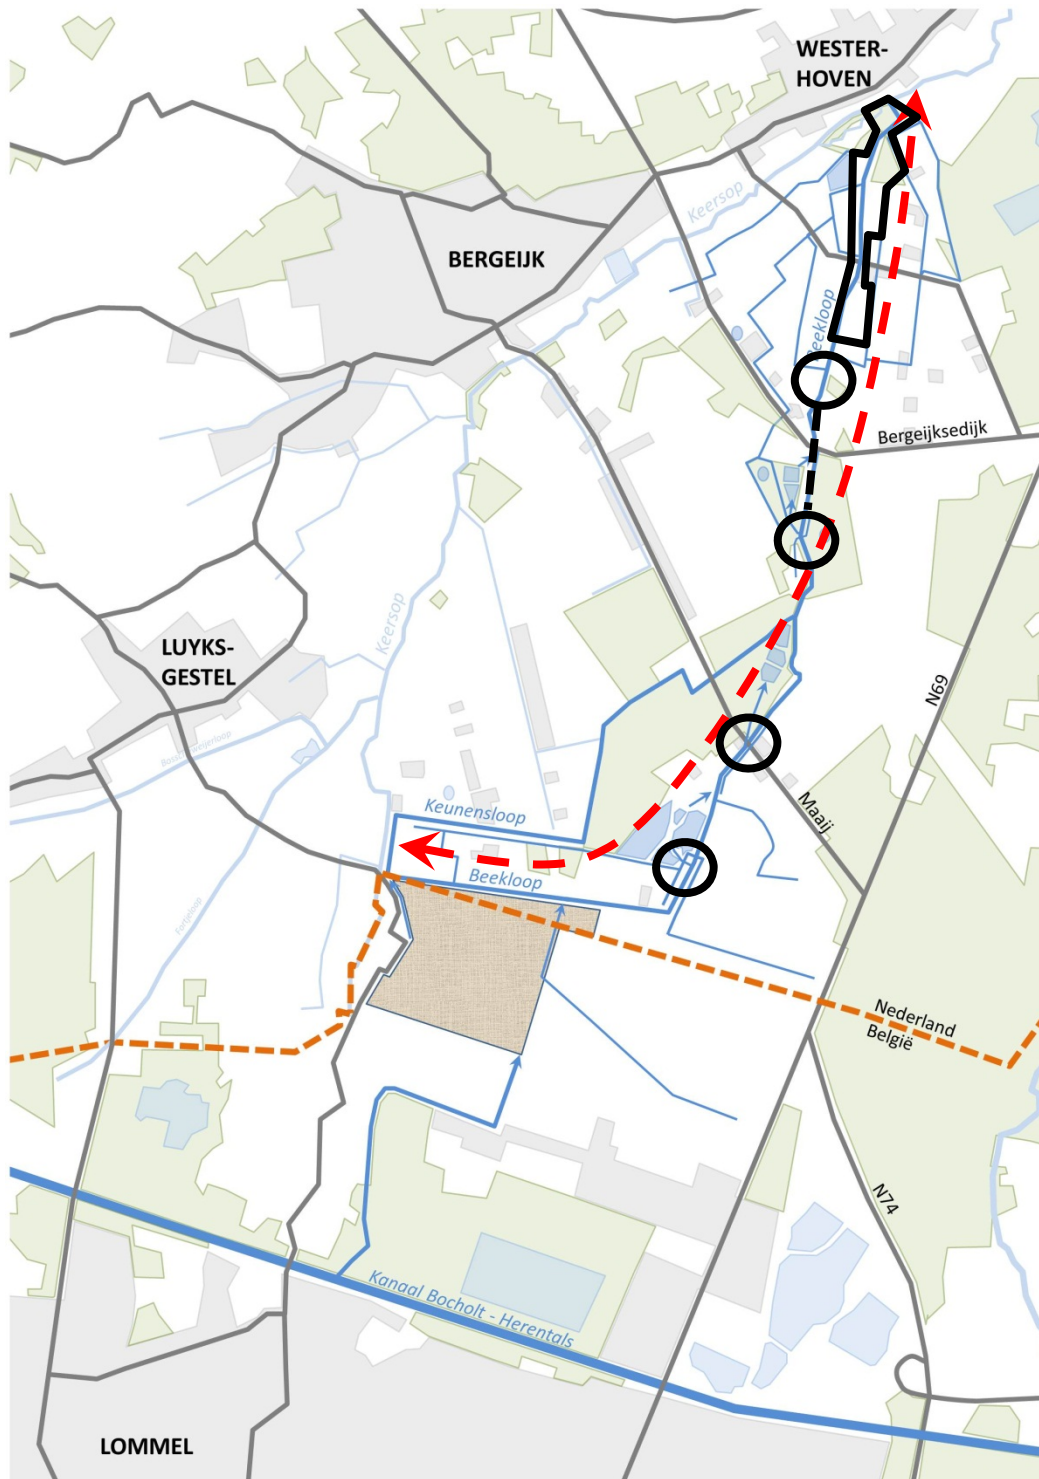 WESTER-
HOVEN
Keersop
BERGEIJK
Beekloop
Bergeijksedijk
Keersop
LUYKS-
GESTEL
N69
Maaij
Keunensloop
Beekloop
Nederland
België
N74
Kanaal Bocholt - Herentals
LOMMEL